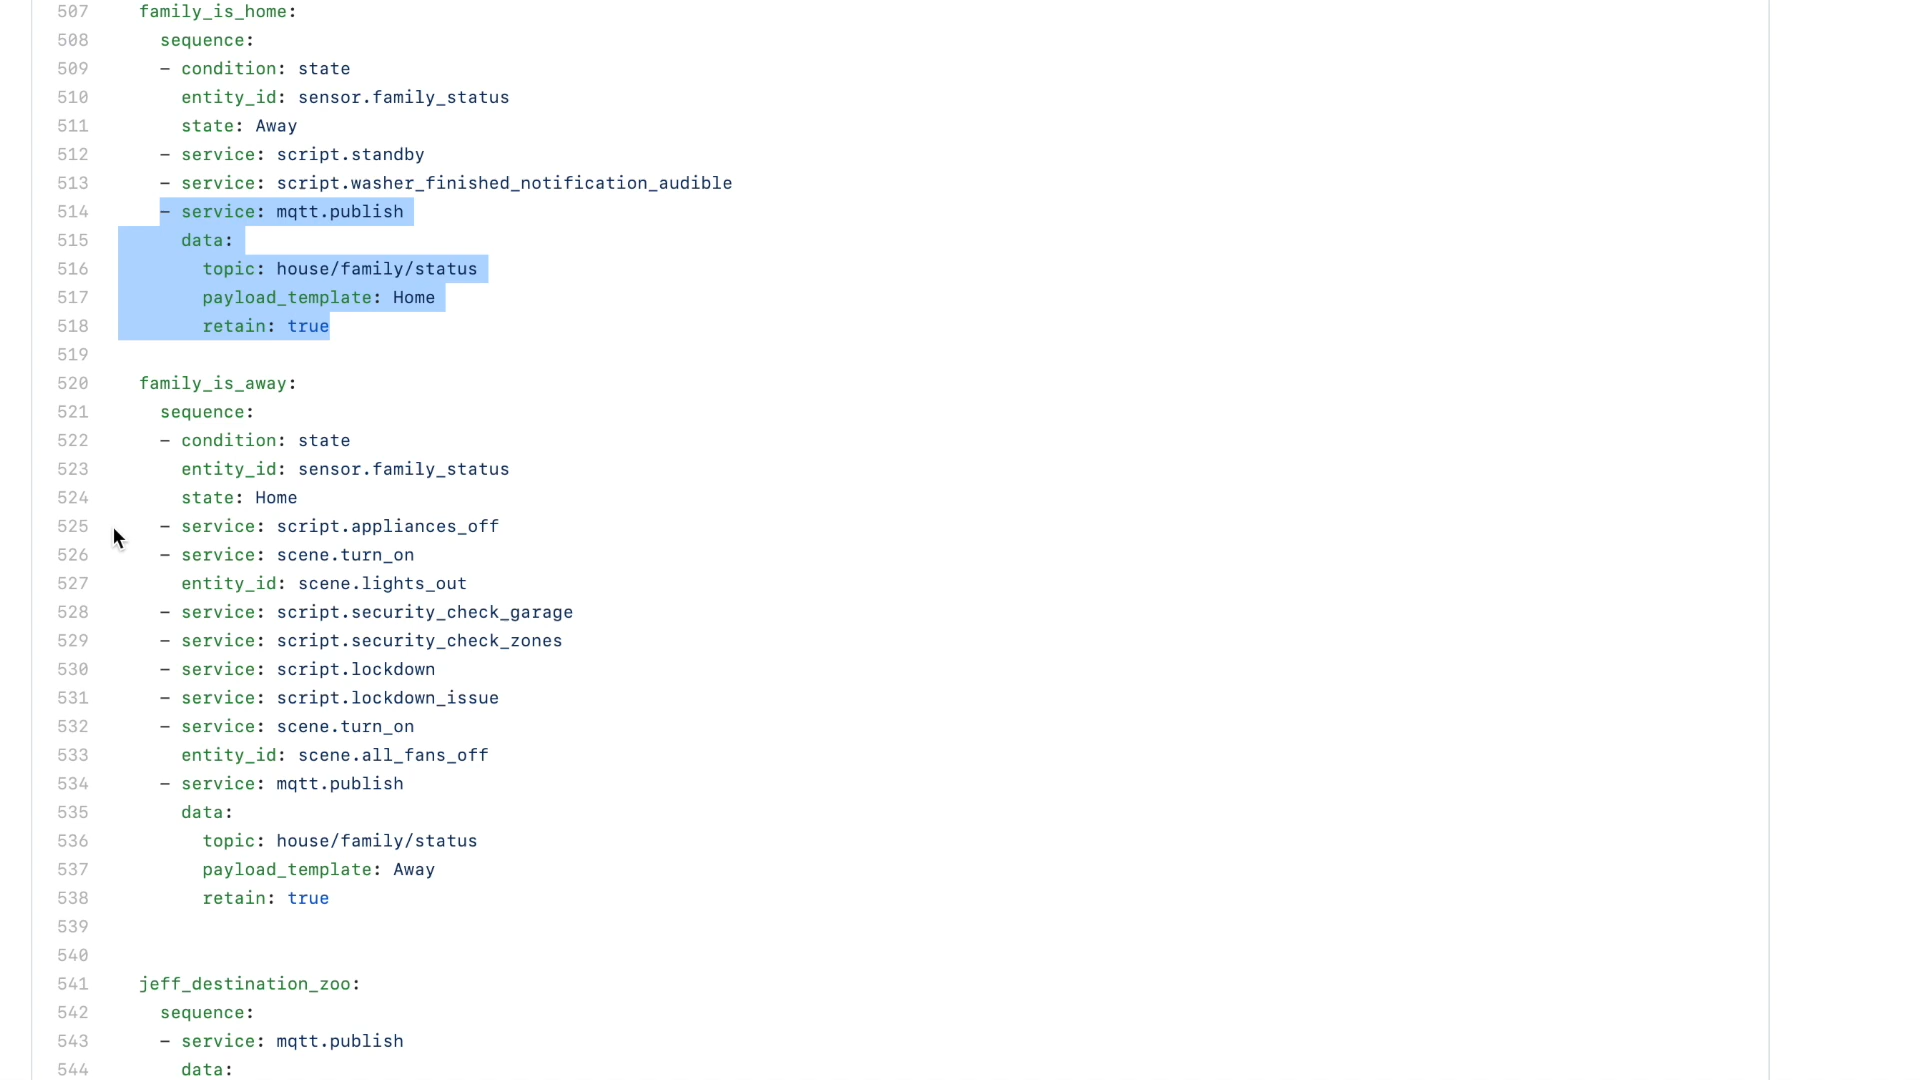 507 family_is_home:
508 sequence:
509 - condition: state
510 entity_id: sensor.family_status
511 state: Away
512 - service: script.standby
513 - service: script.washer_finished_notification_audible
514 - service: mqtt.publish
515 data:
516 topic: house/family/status
517 payload_template: Home
518 retain: true
519
520 family_is_away:
521 sequence:
522 - condition: state
523 entity_id: sensor.family_status
524 state: Home
525 - service: script.appliances_off
526 - service: scene.turn_on
527 entity_id: scene.lights_out
528 - service: script.security_check_garage
529 - service: script.security_check_zones
530 - service: script.lockdown
531 - service: script.lockdown_issue
532 - service: scene.turn_on
533 entity_id: scene.all_fans_off
534 - service: mqtt.publish
535 data:
536 topic: house/family/status
537 payload_template: Away
538 retain: true
539
540
541 jeff_destination_zoo:
542 sequence:
543 - service: mqtt.publish
544 data: